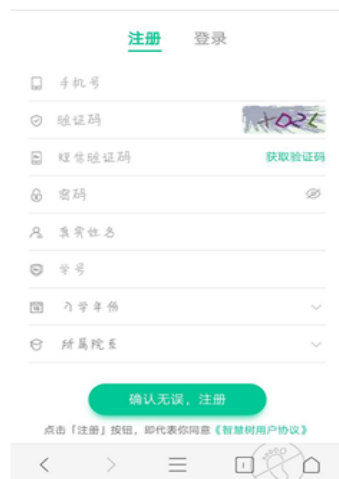 注册 登录
手机号
验证码
短信验证码 获取验证码
密码
真实姓名
学号
入学年份
所属院系
确认无误，注册
点击「注册」按钮，即代表你同意《智慧树用户协议》